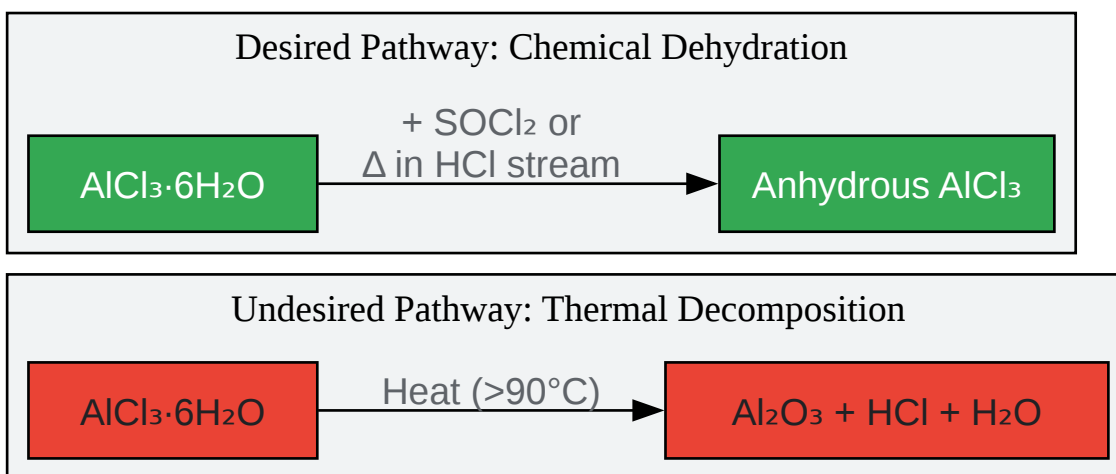 Desired Pathway: Chemical Dehydration
+ SOCl₂ or
Δ in HCl stream
AlCl₃·6H₂O
Anhydrous AlCl₃
Undesired Pathway: Thermal Decomposition
AlCl₃·6H₂O
Heat (>90°C)
Al₂O₃ + HCl + H₂O